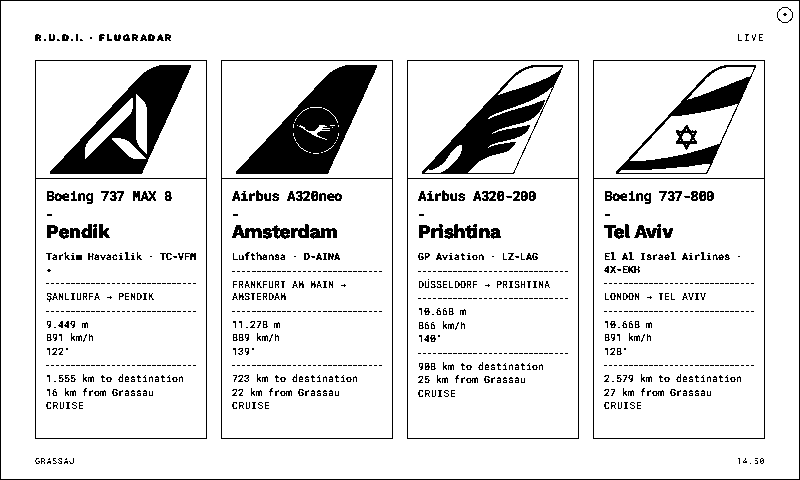 R.U.D.I. · FLUGRADAR
LIVE
Boeing 737 MAX 8
-
Pendik
Tarkim Havacilik · TC-VFM
✦
ŞANLIURFA → PENDIK
9.449 m
891 km/h
122°
1.555 km to destination
16 km from Grassau
CRUISE
Airbus A320neo
-
Amsterdam
Lufthansa · D-AINA
FRANKFURT AM MAIN →
AMSTERDAM
11.278 m
889 km/h
139°
723 km to destination
22 km from Grassau
CRUISE
Airbus A320-200
-
Prishtina
GP Aviation · LZ-LAG
DÜSSELDORF → PRISHTINA
10.668 m
866 km/h
140°
908 km to destination
25 km from Grassau
CRUISE
Boeing 737-800
-
Tel Aviv
El Al Israel Airlines ·
4X-EKH
LONDON → TEL AVIV
10.668 m
891 km/h
128°
2.579 km to destination
27 km from Grassau
CRUISE
GRASSAU
14.50